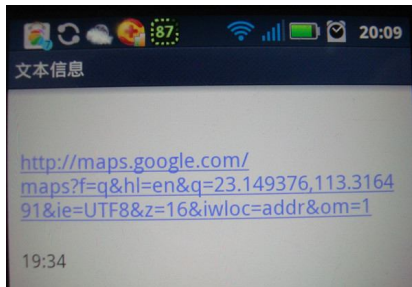 87
20:09
文本信息
http://maps.google.com/
maps?f=q&hl=en&q=23.149376,113.3164
91&ie=UTF8&z=16&iwloc=addr&om=1
19:34